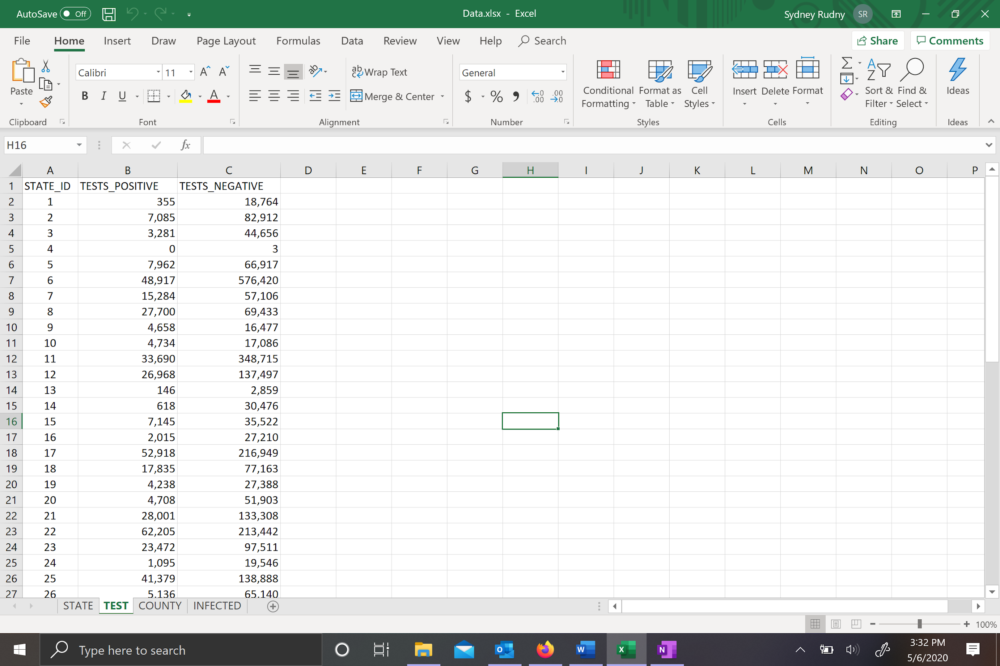 AutoSave Off Data.xlsx - Excel Sydney Rudny SR
File Home Insert Draw Page Layout Formulas Data Review View Help Search Share Comments
Calibri 11 A A ab Wrap Text General
Paste B I U A Merge & Center $ % , .00 .0 .00 .0
Conditional Formatting Format as Table Cell Styles Insert Delete Format Sort & Filter Find & Select Ideas
Clipboard Font Alignment Number Styles Cells Editing Ideas
H16 fx
A B C D E F G H I J K L M N O P
1 STATE_ID TESTS_POSITIVE TESTS_NEGATIVE
2 1 355 18,764
3 2 7,085 82,912
4 3 3,281 44,656
5 4 0 3
6 5 7,962 66,917
7 6 48,917 576,420
8 7 15,284 57,106
9 8 27,700 69,433
10 9 4,658 16,477
11 10 4,734 17,086
12 11 33,690 348,715
13 12 26,968 137,497
14 13 146 2,859
15 14 618 30,476
16 15 7,145 35,522
17 16 2,015 27,210
18 17 52,918 216,949
19 18 17,835 77,163
20 19 4,238 27,388
21 20 4,708 51,903
22 21 28,001 133,308
23 22 62,205 213,442
24 23 23,472 97,511
25 24 1,095 19,546
26 25 41,379 138,888
27 26 5,136 65,140
STATE TEST COUNTY INFECTED
100%
Type here to search
3:32 PM
5/6/2020